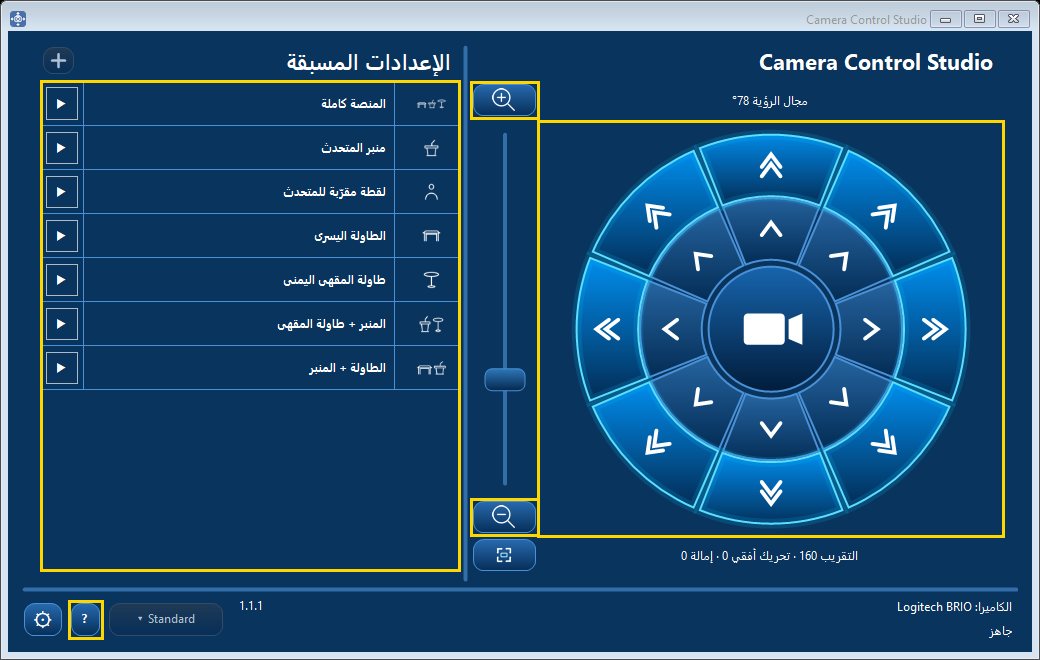 Camera Control Studio
Camera Control Studio
مجال الرؤية 78°
الإعدادات المسبقة
المنصة كاملة
منبر المتحدث
لقطة مقرّبة للمتحدث
الطاولة اليسرى
طاولة المقهى اليمنى
المنبر + طاولة المقهى
الطاولة + المنبر
التقريب 160 · تحريك أفقي 0 · إمالة 0
الكاميرا: Logitech BRIO
جاهز
1.1.1
Standard
?